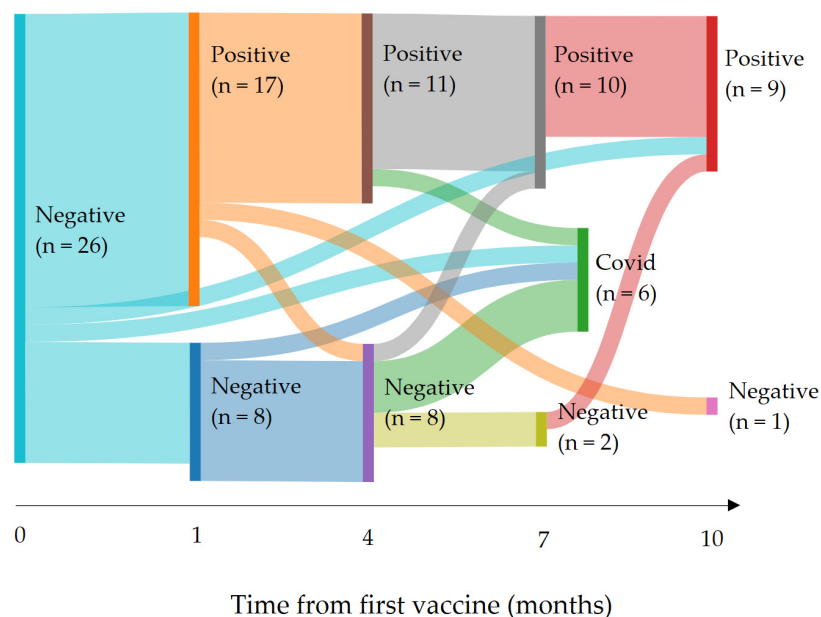 Negative
(n = 26)
Positive
(n = 17)
Negative
(n = 8)
Positive
(n = 11)
Negative
(n = 8)
Positive
(n = 10)
Covid
(n = 6)
Negative
(n = 2)
Positive
(n = 9)
Negative
(n = 1)
0 1 4 7 10
Time from first vaccine (months)